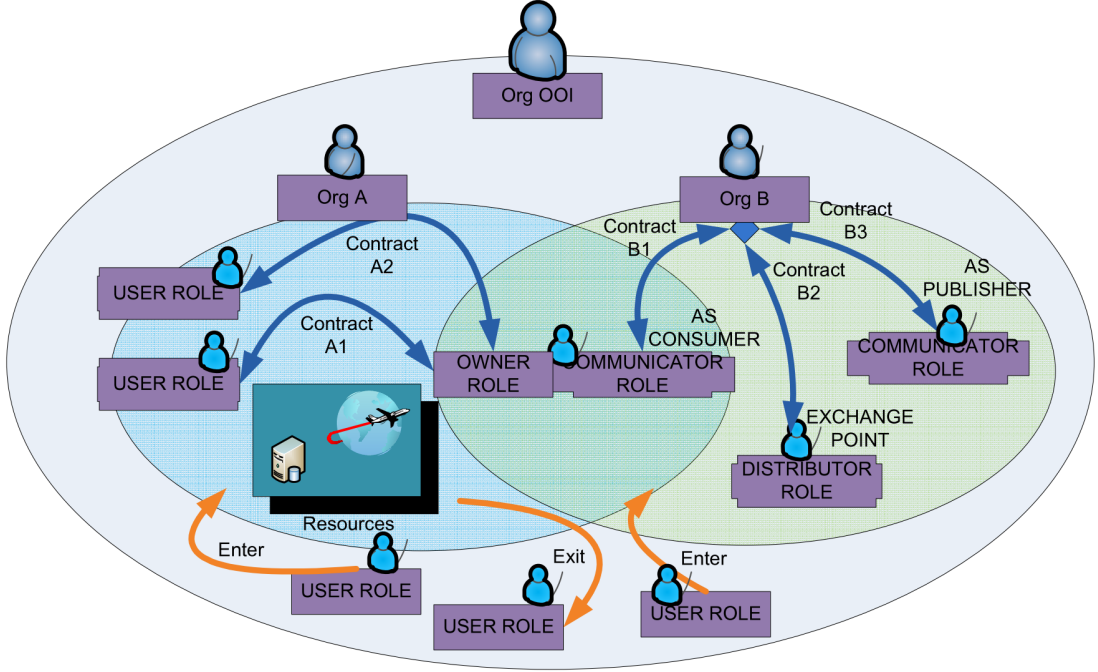 Org OOI
Org A
Org B
Contract
A2
Contract
B1
Contract
B3
Contract
B2
USER ROLE
AS
PUBLISHER
Contract
A1
AS
CONSUMER
USER ROLE
OWNER
ROLE
COMMUNICATOR
ROLE
COMMUNICATOR
ROLE
EXCHANGE
POINT
DISTRIBUTOR
ROLE
Resources
Enter
Exit
Enter
USER ROLE
USER ROLE
USER ROLE